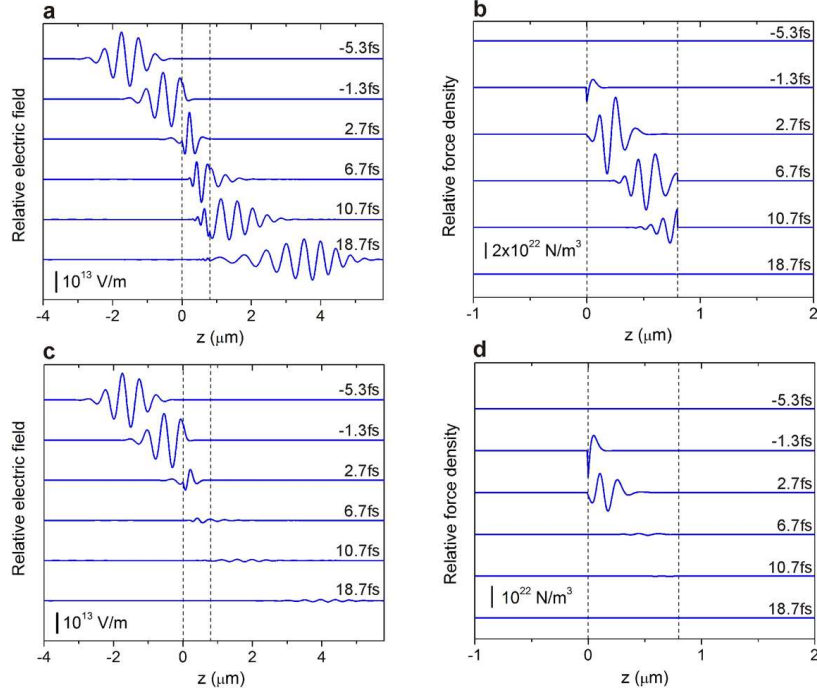 a
Relative electric field
-5.3fs
-1.3fs
2.7fs
6.7fs
10.7fs
18.7fs
10¹³ V/m
-4 -2 0 2 4
z (μm)
b
Relative force density
-5.3fs
-1.3fs
2.7fs
6.7fs
10.7fs
2x10²² N/m³
18.7fs
-1 0 1 2
z (μm)
c
Relative electric field
-5.3fs
-1.3fs
2.7fs
6.7fs
10.7fs
18.7fs
10¹³ V/m
-4 -2 0 2 4
z (μm)
d
Relative force density
-5.3fs
-1.3fs
2.7fs
6.7fs
10.7fs
10²² N/m³
18.7fs
-1 0 1 2
z (μm)